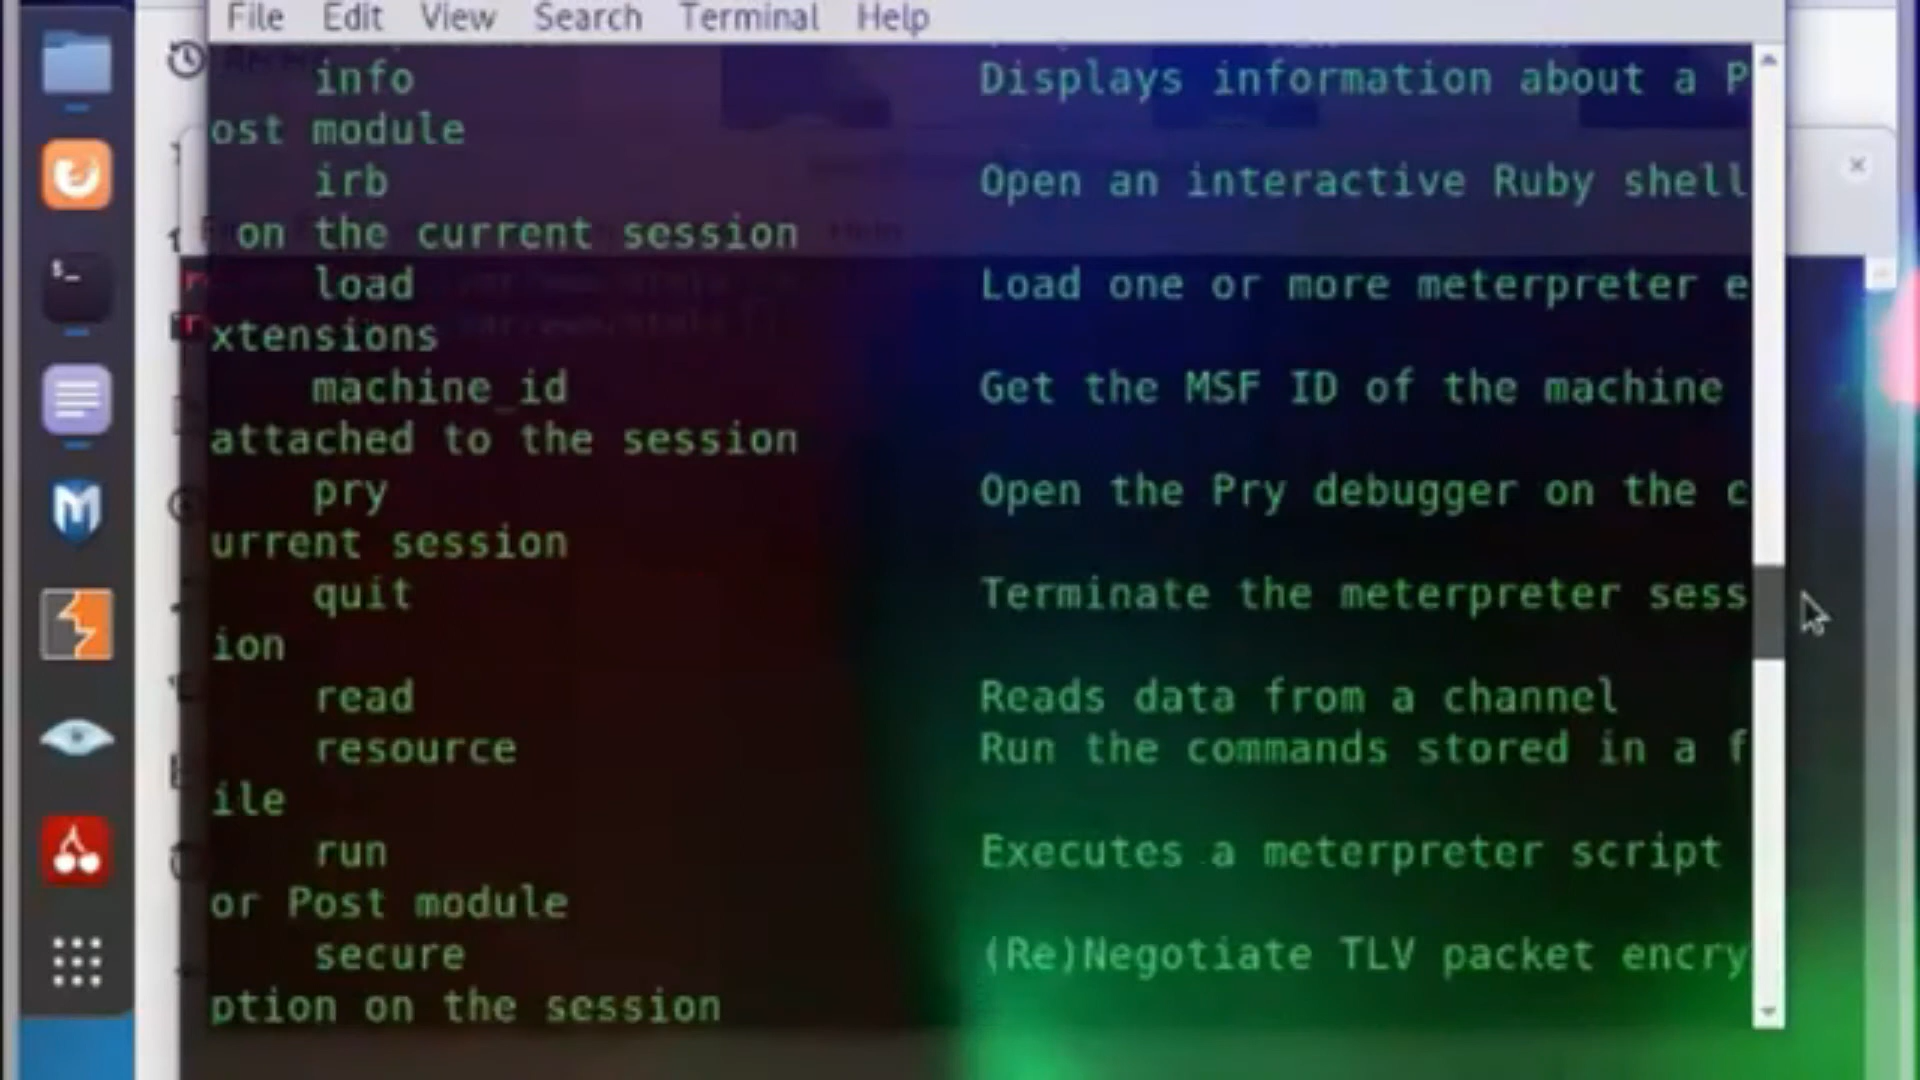 File Edit View Search Terminal Help
info Displays information about a P
ost module
irb Open an interactive Ruby shell
on the current session
load Load one or more meterpreter e
xtensions
machine_id Get the MSF ID of the machine
attached to the session
pry Open the Pry debugger on the c
urrent session
quit Terminate the meterpreter sess
ion
read Reads data from a channel
resource Run the commands stored in a f
ile
run Executes a meterpreter script
or Post module
secure (Re)Negotiate TLV packet encry
ption on the session